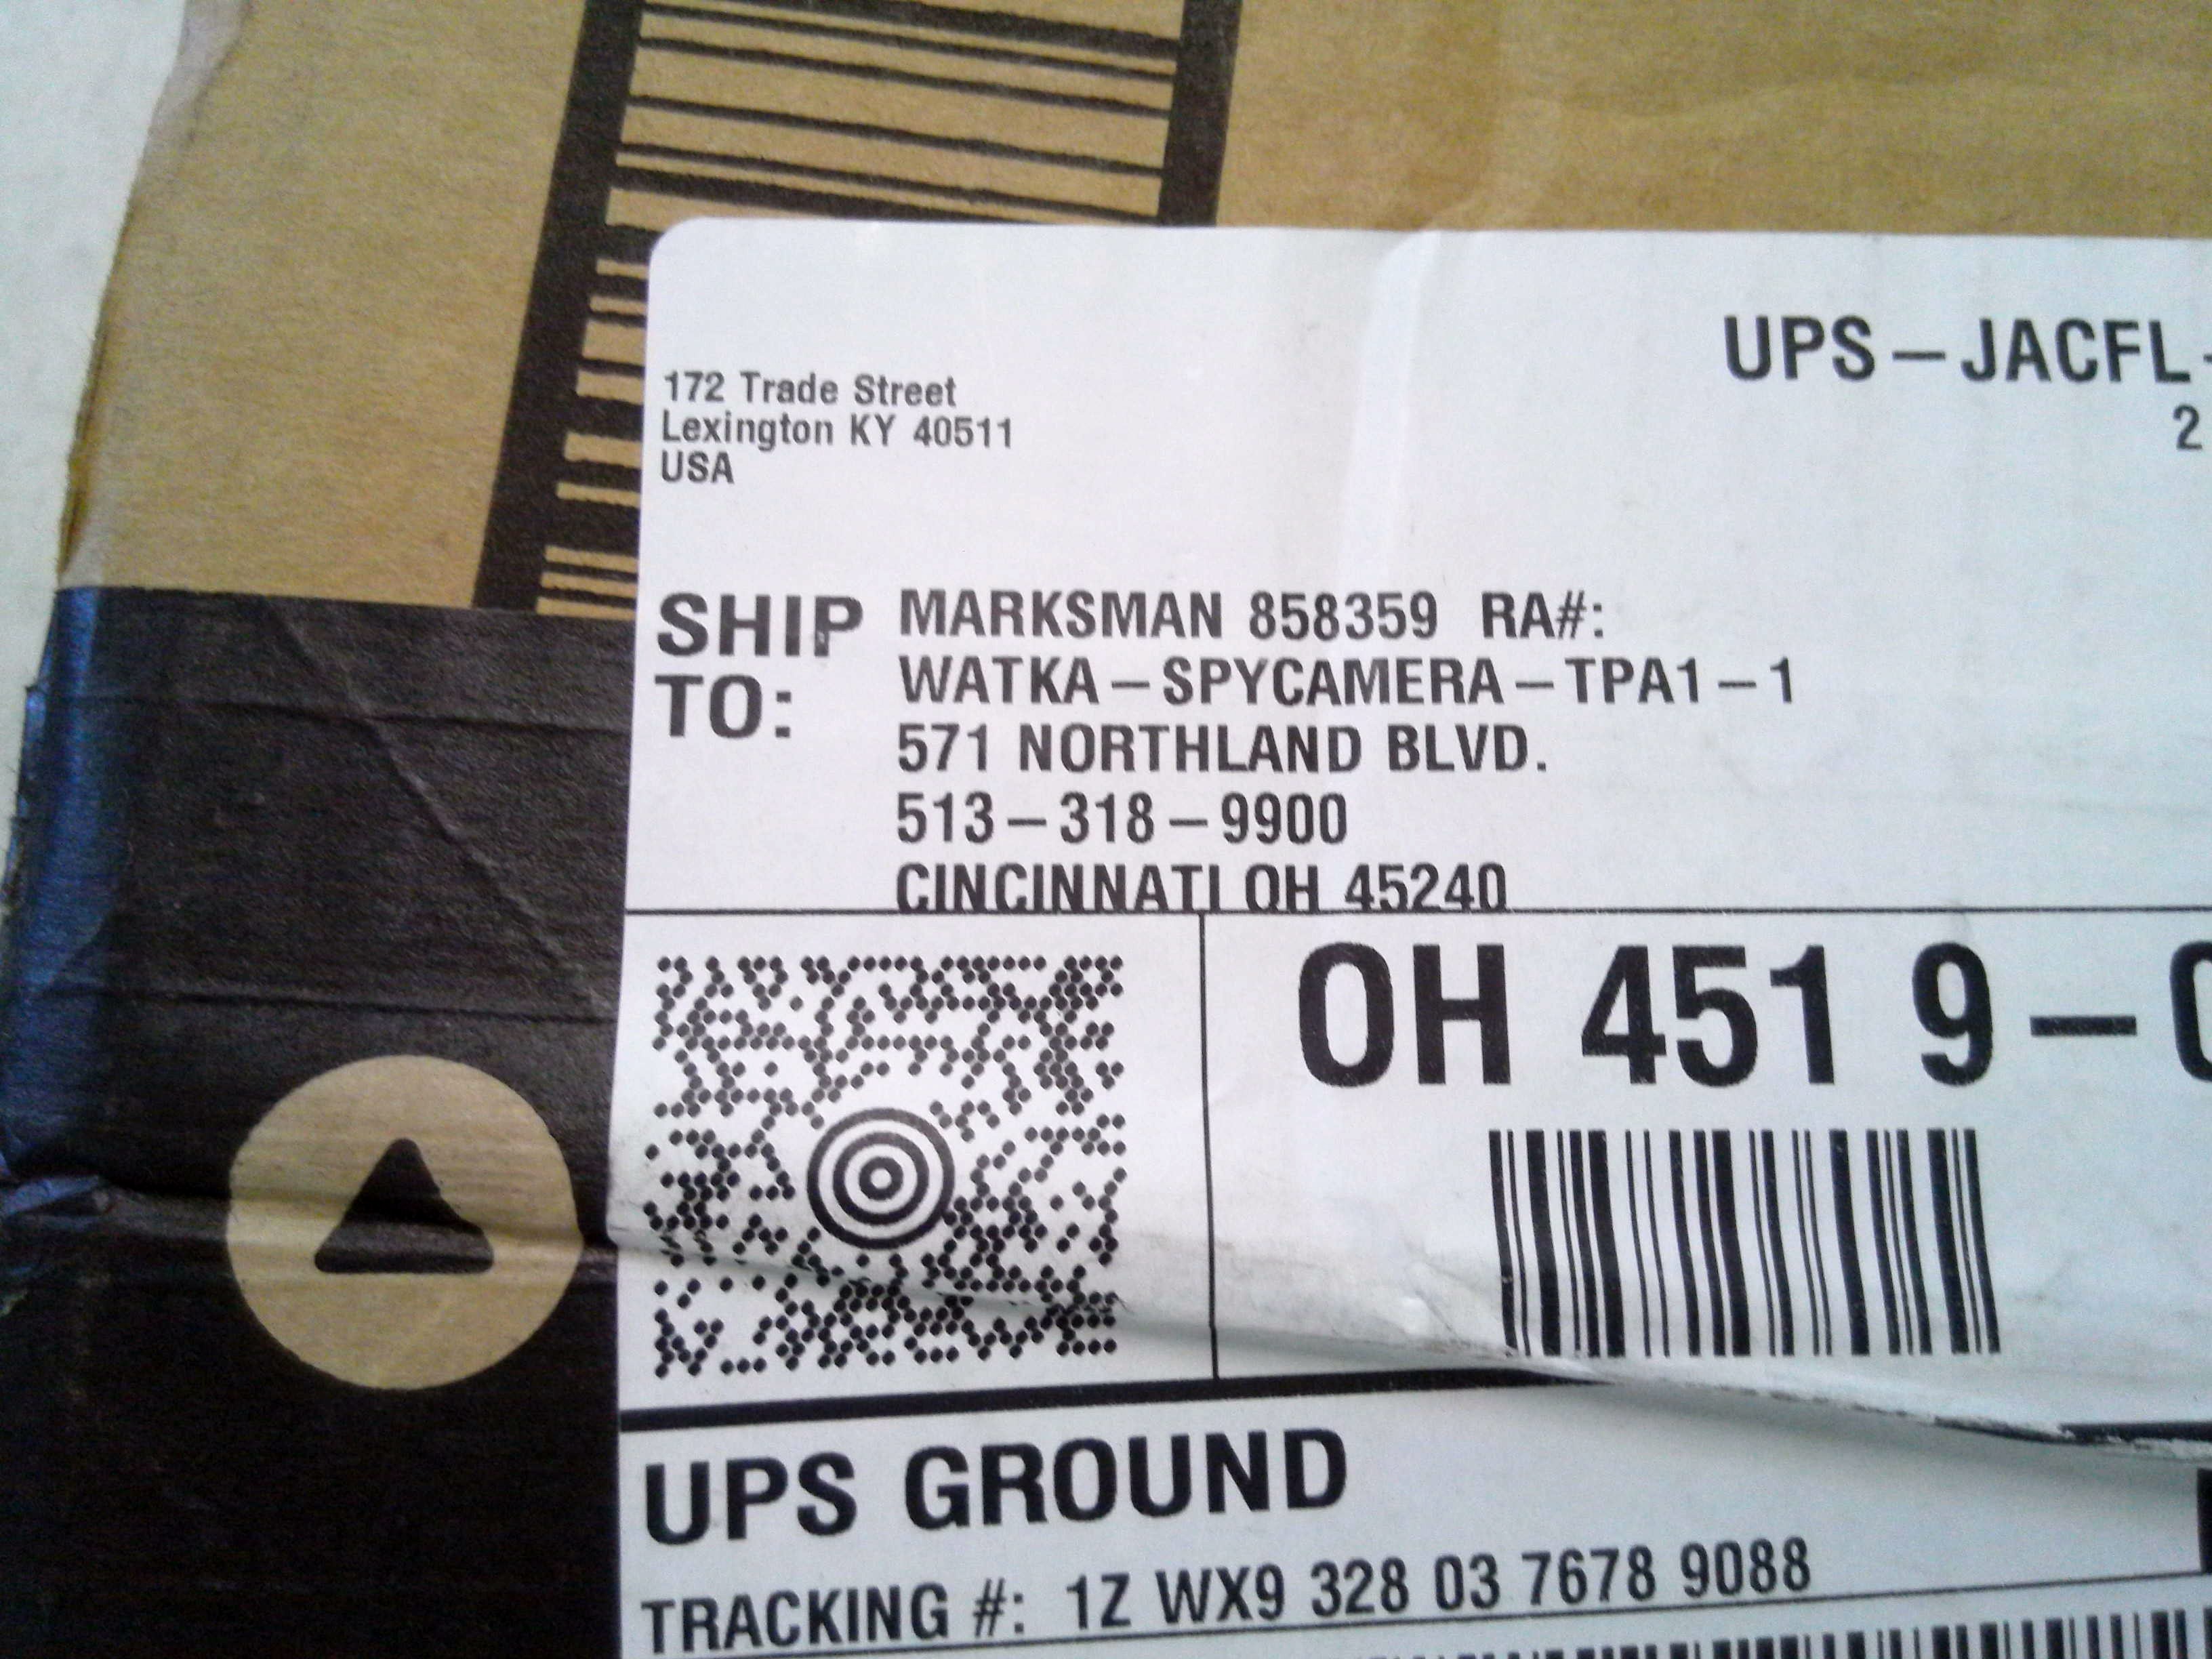 172 Trade Street
Lexington KY 40511
USA
UPS-JACFL-
2
SHIP TO:
MARKSMAN 858359 RA#:
WATKA-SPYCAMERA-TPA1-1
571 NORTHLAND BLVD.
513-318-9900
CINCINNATI OH 45240
OH 451 9-0
UPS GROUND
TRACKING #: 1Z WX9 328 03 7678 9088